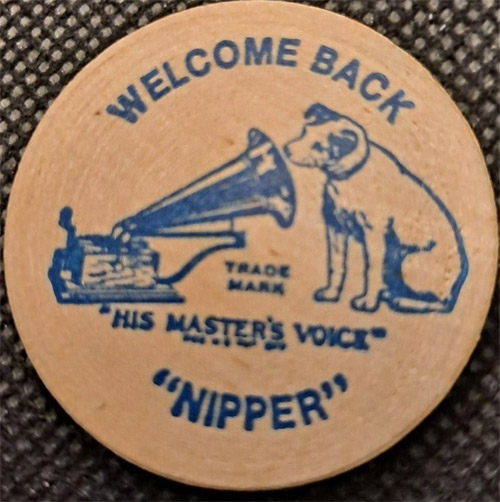 WELCOME BACK
TRADE
MARK
"HIS MASTER'S VOICE"
"NIPPER"